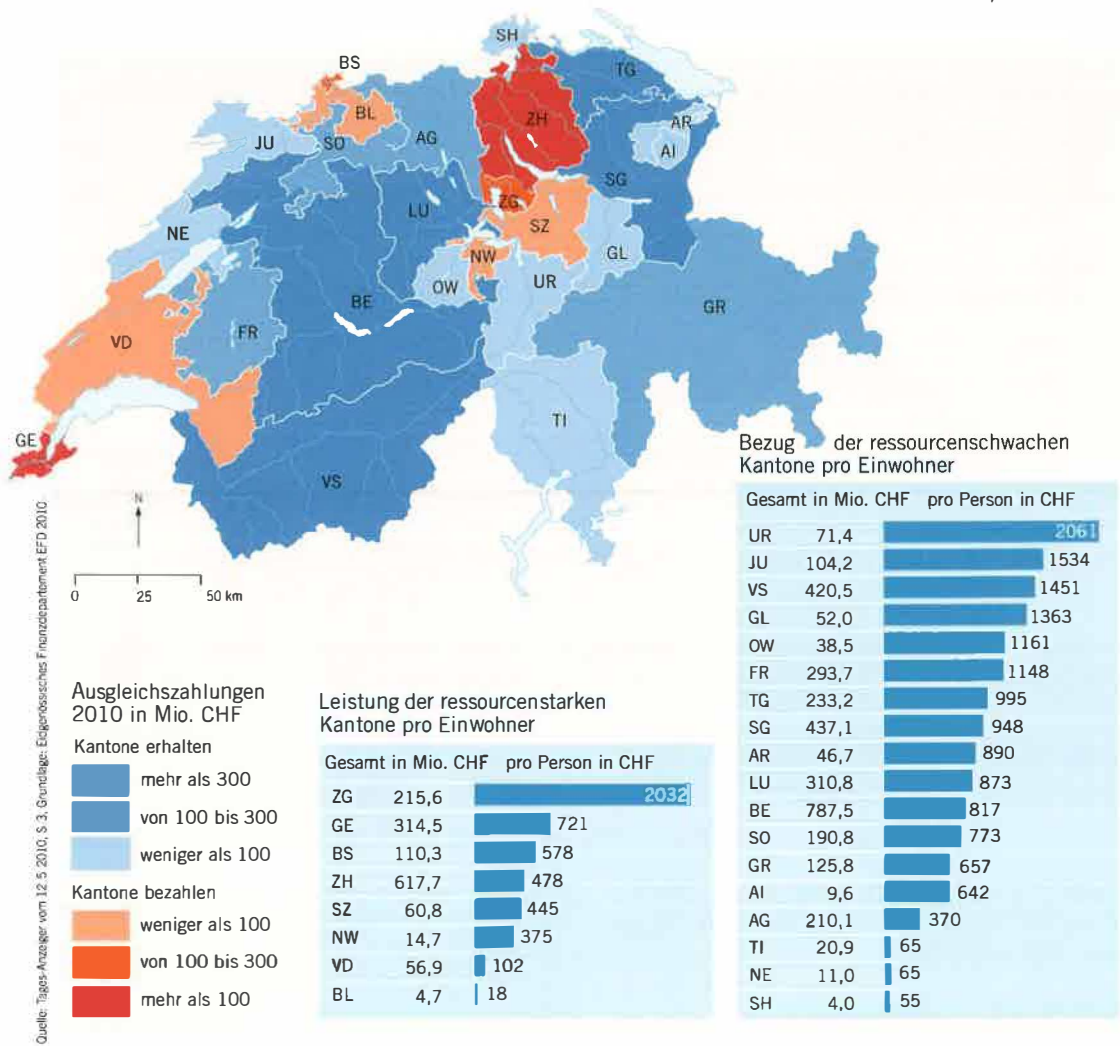 SH
BS
TG
BL
ZH
AR
JU
SO
AG
AI
SG
ZG
LU
SZ
NE
NW
GL
OW
UR
BE
GR
FR
VD
TI
GE
VS
N
0 25 50 km
Quelle: Tages-Anzeiger vom 12.5.2010, S.3, Grundlage: Eidgenössisches Finanzdepartement EFD 2010
Ausgleichszahlungen
2010 in Mio. CHF
Kantone erhalten
mehr als 300
von 100 bis 300
weniger als 100
Kantone bezahlen
weniger als 100
von 100 bis 300
mehr als 100
Leistung der ressourcenstarken
Kantone pro Einwohner
Gesamt in Mio. CHF pro Person in CHF
ZG 215,6 2032
GE 314,5 721
BS 110,3 578
ZH 617,7 478
SZ 60,8 445
NW 14,7 375
VD 56,9 102
BL 4,7 18
Bezug der ressourcenschwachen
Kantone pro Einwohner
Gesamt in Mio. CHF pro Person in CHF
UR 71,4 2061
JU 104,2 1534
VS 420,5 1451
GL 52,0 1363
OW 38,5 1161
FR 293,7 1148
TG 233,2 995
SG 437,1 948
AR 46,7 890
LU 310,8 873
BE 787,5 817
SO 190,8 773
GR 125,8 657
AI 9,6 642
AG 210,1 370
TI 20,9 65
NE 11,0 65
SH 4,0 55